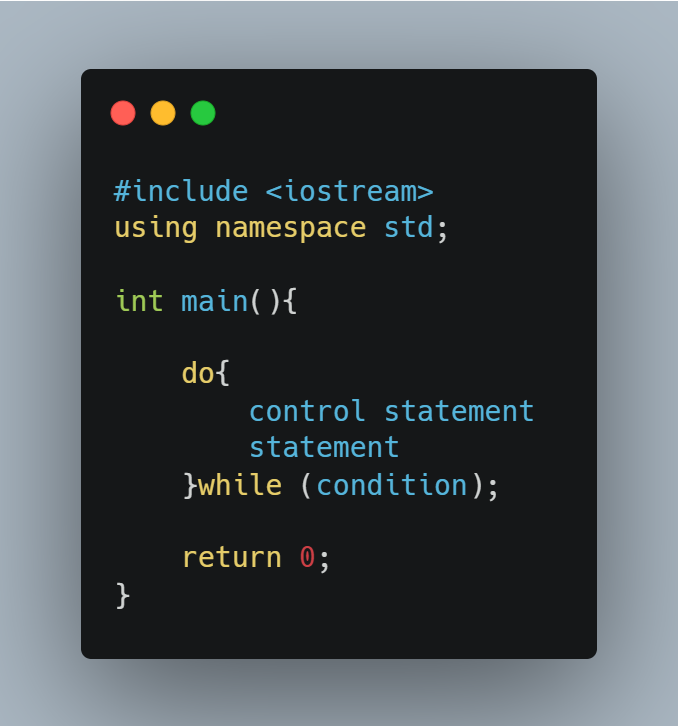 #include <iostream>
using namespace std;
int main(){
do{
control statement
statement
}while (condition);
return 0;
}